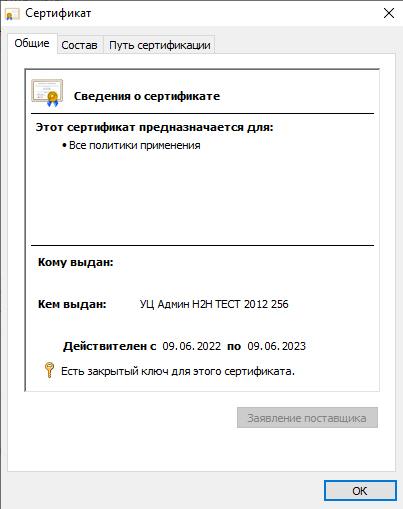 Сертификат
Общие Состав Путь сертификации
Сведения о сертификате
Этот сертификат предназначается для:
• Все политики применения
Кому выдан:
Кем выдан: УЦ Админ H2H ТЕСТ 2012 256
Действителен с 09.06.2022 по 09.06.2023
Есть закрытый ключ для этого сертификата.
Заявление поставщика
ОК